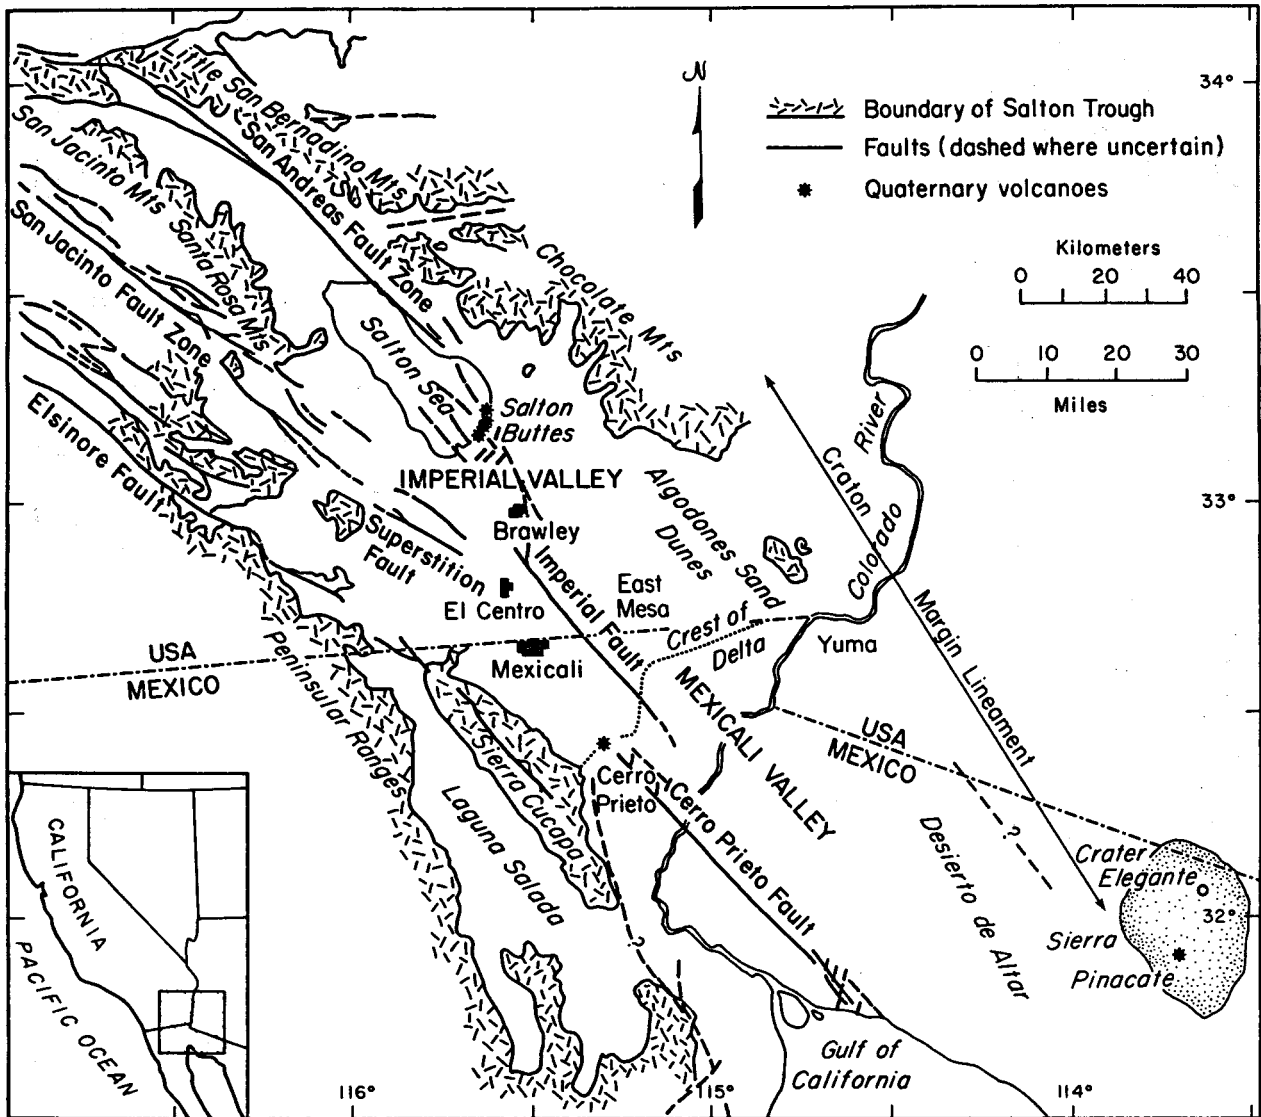 N
34°
Boundary of Salton Trough
Faults (dashed where uncertain)
Quaternary volcanoes
Kilometers
0 20 40
0 10 20 30
Miles
Little San Bernadino Mts
San Andreas Fault Zone
San Jacinto Mts
Santa Rosa Mts
San Jacinto Fault Zone
Chocolate Mts
Salton Sea
Salton
Buttes
Elsinore Fault
IMPERIAL VALLEY
33°
Brawley
Superstition
Fault
Algodones Sand
Dunes
River
Colorado
Craton
Margin Lineament
El Centro
Imperial Fault
East
Mesa
Crest of
Delta
Yuma
USA
MEXICO
Mexicali
Peninsular Ranges
MEXICALI VALLEY
USA
MEXICO
Sierra Cucapa
Cerro
Prieto
Cerro Prieto Fault
Laguna Salada
?
?
Desierto de Altar
Crater
Elegante
32°
Sierra
Pinacate
CALIFORNIA
PACIFIC OCEAN
Gulf of
California
116°
115°
114°